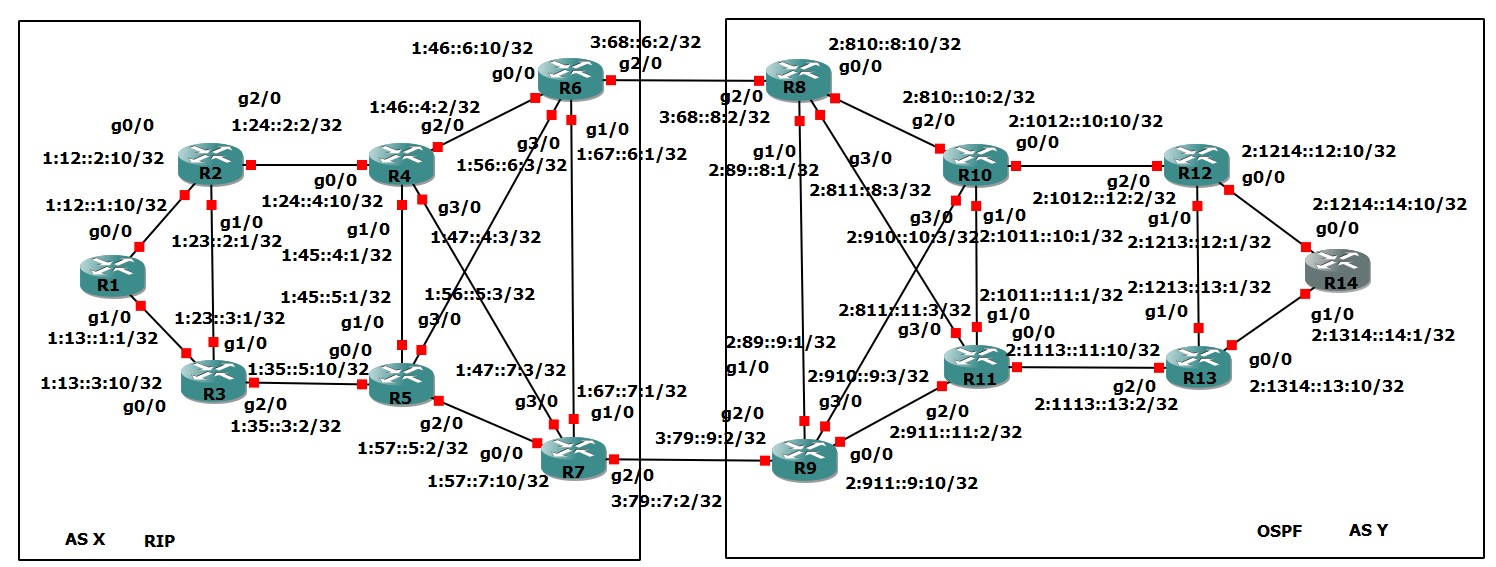 1:46::6:10/32
g0/0
R6
3:68::6:2/32
g2/0
g2/0
1:24::2:2/32
g0/0
1:12::2:10/32
R2
1:46::4:2/32
g2/0
R4
g0/0
1:24::4:10/32
g3/0
1:56::6:3/32
g1/0
1:67::6:1/32
1:12::1:10/32
g0/0
R1
g1/0
1:23::2:1/32
g1/0
1:45::4:1/32
g3/0
1:47::4:3/32
1:45::5:1/32
g1/0
1:56::5:3/32
g3/0
g1/0
1:13::1:1/32
1:23::3:1/32
g1/0
1:13::3:10/32
g0/0
R3
g0/0
1:35::5:10/32
g2/0
1:35::3:2/32
R5
g2/0
1:57::5:2/32
1:47::7:3/32
g3/0
1:67::7:1/32
g1/0
g0/0
1:57::7:10/32
R7
g2/0
3:79::7:2/32
AS X
RIP
2:810::8:10/32
g0/0
R8
g2/0
3:68::8:2/32
g1/0
2:89::8:1/32
g3/0
2:811::8:3/32
2:810::10:2/32
g2/0
2:1012::10:10/32
g0/0
R10
g3/0
2:910::10:3/32
g1/0
2:1011::10:1/32
g2/0
2:1012::12:2/32
R12
2:1214::12:10/32
g0/0
g1/0
2:1213::12:1/32
2:1214::14:10/32
g0/0
R14
g1/0
2:1314::14:1/32
2:1213::13:1/32
g1/0
2:811::11:3/32
g3/0
2:1011::11:1/32
g1/0
g0/0
2:1113::11:10/32
R11
g2/0
2:911::11:2/32
g2/0
2:1113::13:2/32
R13
g0/0
2:1314::13:10/32
2:89::9:1/32
g1/0
2:910::9:3/32
g3/0
g2/0
3:79::9:2/32
R9
g0/0
2:911::9:10/32
OSPF
AS Y